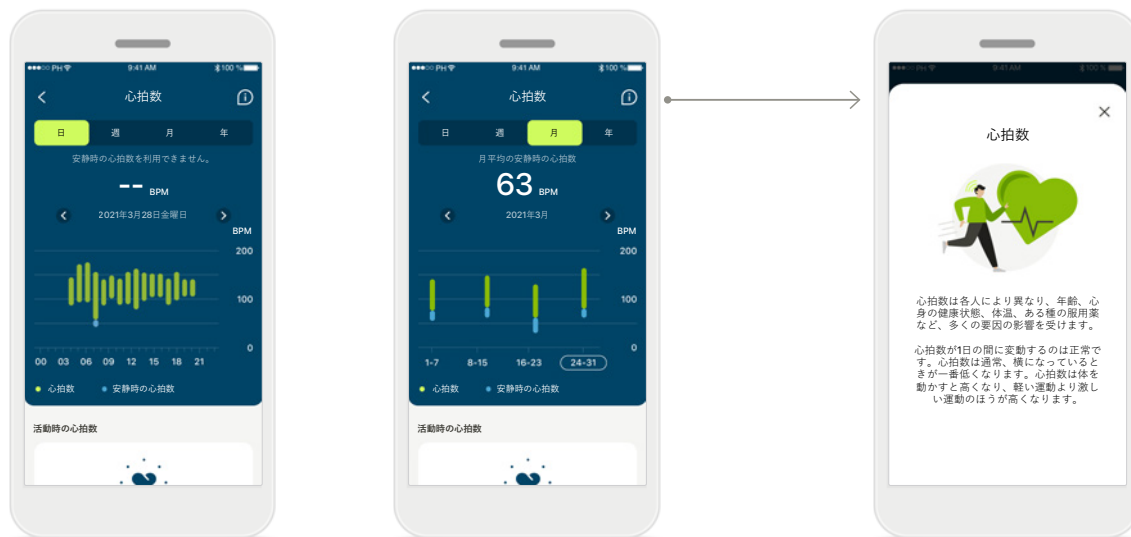 ●●●○○ PH 9:41 AM 100 %
心拍数
日 週 月 年
安静時の心拍数を利用できません。
-- BPM
2021年3月28日金曜日
BPM
200
100
0
00 03 06 09 12 15 18 21
心拍数 安静時の心拍数
活動時の心拍数
●●●○○ PH 9:41 AM 100 %
心拍数
日 週 月 年
月平均の安静時の心拍数
63 BPM
2021年3月
BPM
200
100
0
1-7 8-15 16-23 24-31
心拍数 安静時の心拍数
活動時の心拍数
●●●○○ PH 9:41 AM 100 %
心拍数
心拍数は各人により異なり、年齢、心
身の健康状態、体温、ある種の服用薬
など、多くの要因の影響を受けます。
心拍数が1日の間に変動するのは正常で
す。心拍数は通常、横になっていると
きが一番低くなります。心拍数は体を
動かすと高くなり、軽い運動より激し
い運動のほうが高くなります。